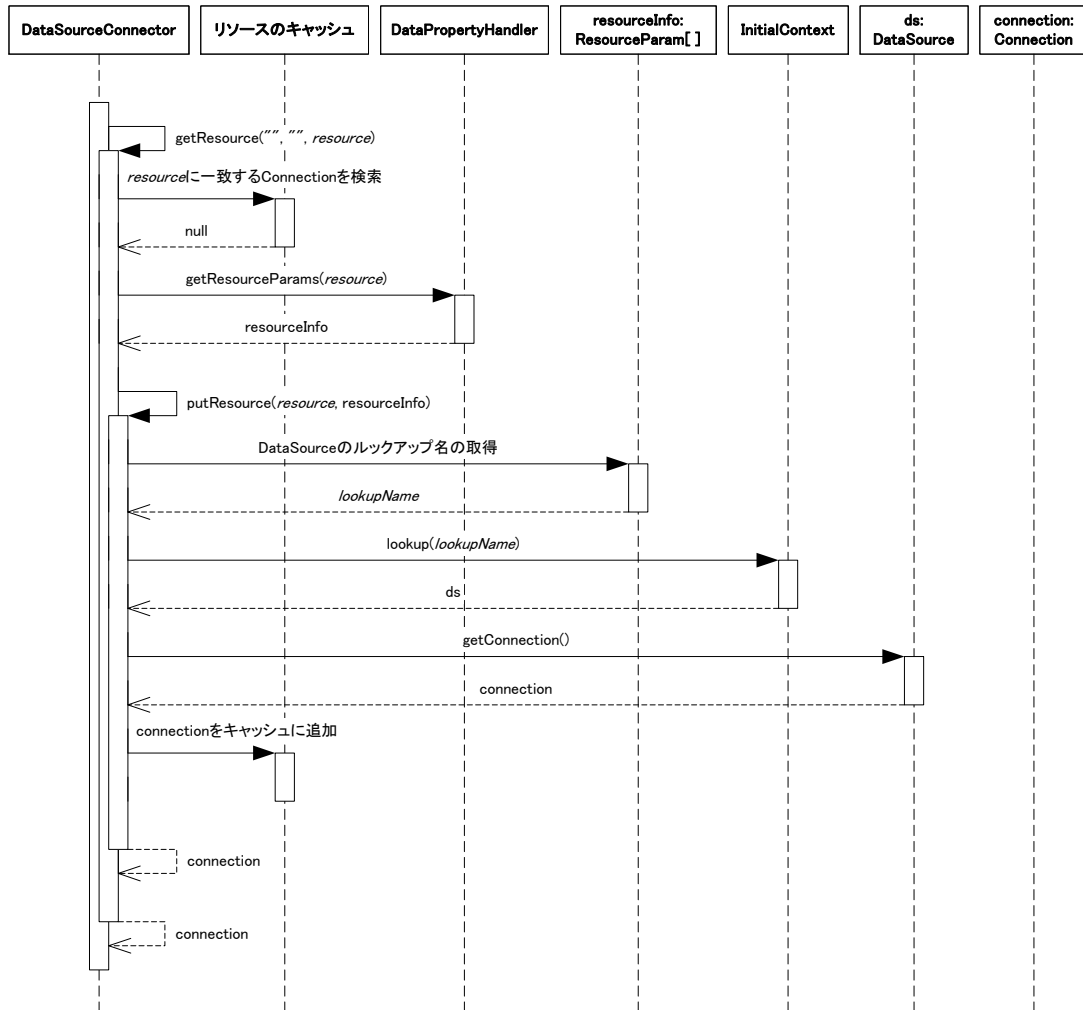 DataSourceConnector
リソースのキャッシュ
DataPropertyHandler
resourceInfo:
ResourceParam[ ]
InitialContext
ds:
DataSource
connection:
Connection
getResource("", "", resource)
resourceに一致するConnectionを検索
null
getResourceParams(resource)
resourceInfo
putResource(resource, resourceInfo)
DataSourceのルックアップ名の取得
lookupName
lookup(lookupName)
ds
getConnection()
connection
connectionをキャッシュに追加
connection
connection